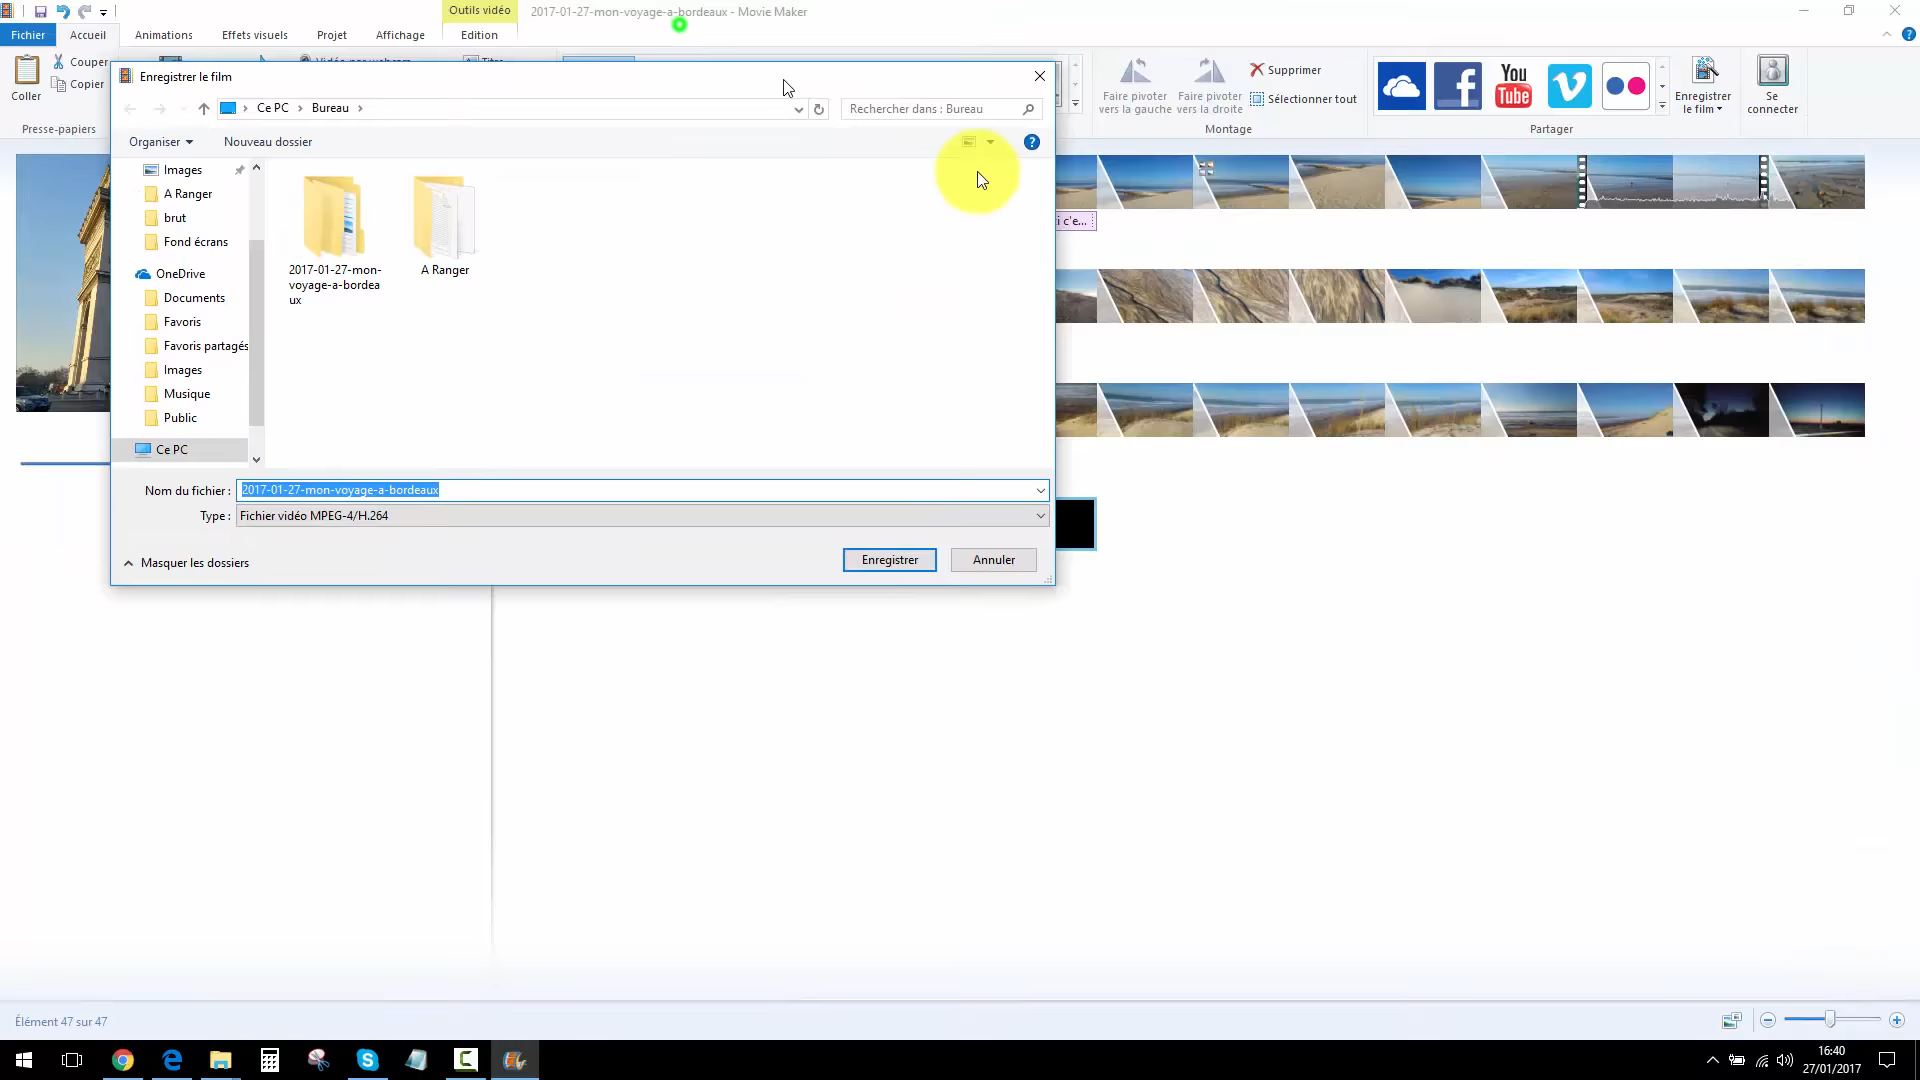 Outils vidéo
2017-01-27-mon-voyage-a-bordeaux - Movie Maker
Fichier
Accueil
Animations
Effets visuels
Projet
Affichage
Edition
Coller
Couper
Copier
Presse-papiers
Faire pivoter
vers la gauche
Faire pivoter
vers la droite
Supprimer
Sélectionner tout
Montage
You
Tube
Partager
Enregistrer
le film
Se
connecter
Enregistrer le film
Ce PC
Bureau
Rechercher dans : Bureau
Organiser
Nouveau dossier
Images
A Ranger
brut
Fond écrans
OneDrive
Documents
Favoris
Favoris partagés
Images
Musique
Public
Ce PC
2017-01-27-mon-
voyage-a-bordea
ux
A Ranger
i c'e...
Nom du fichier :
2017-01-27-mon-voyage-a-bordeaux
Type :
Fichier vidéo MPEG-4/H.264
Masquer les dossiers
Enregistrer
Annuler
Élément 47 sur 47
16:40
27/01/2017